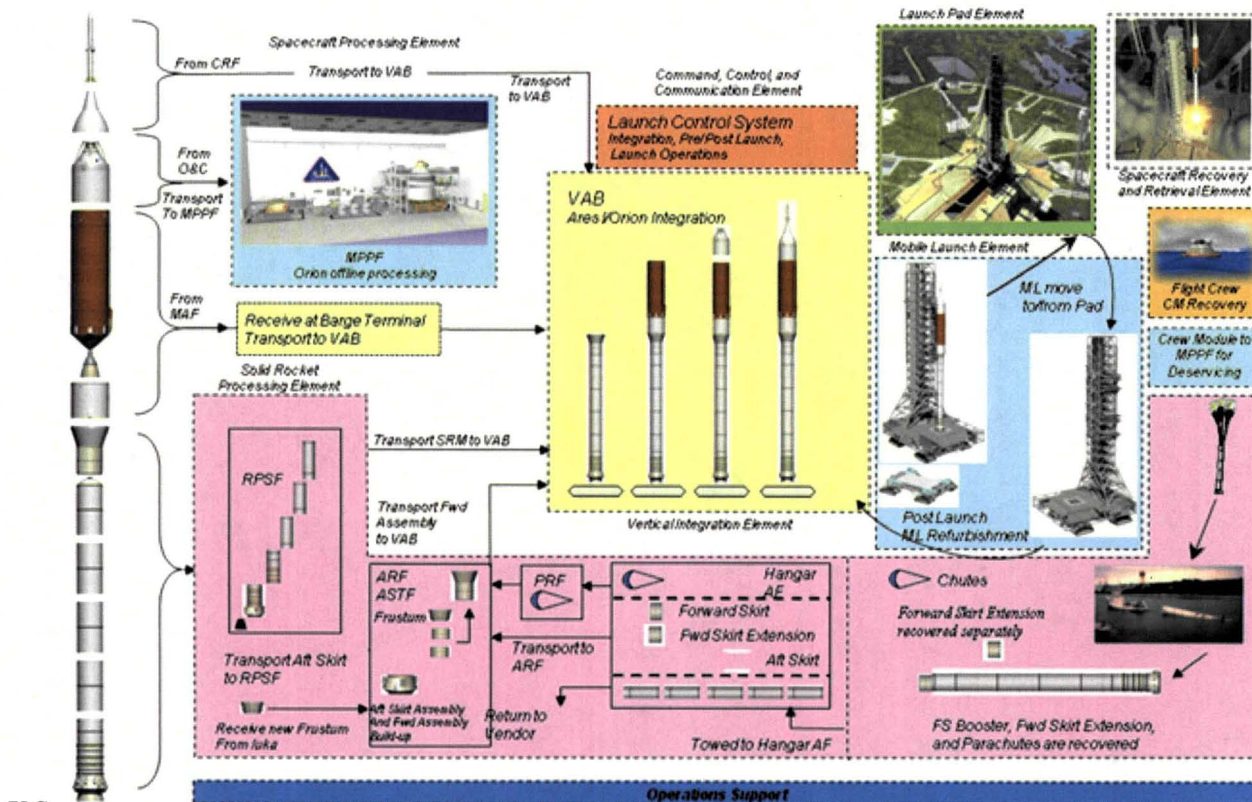 Launch Pad Element
Spacecraft Processing Element
From CRF
Transport to VAB
Transport
to VAB
Command, Control, and
Communication Element
Launch Control System
Integration, Pre/Post Launch,
Launch Operations
Spacecraft Recovery
and Retrieval Element
From
O&C
Transport
To MPPF
MPPF
Orion offline processing
VAB
Ares I/Orion Integration
Mobile Launch Element
ML move
to/from Pad
Flight Crew
CM Recovery
From
MAF
Receive at Barge Terminal
Transport to VAB
Crew Module to
MPPF for
Deservicing
Solid Rocket
Processing Element
Transport SRM to VAB
RPSF
Transport Fwd
Assembly
to VAB
Vertical Integration Element
Post Launch
ML Refurbishment
ARF
ASTF
PRF
Hangar
AF
Chutes
Frustum
Forward Skirt
Fwd Skirt Extension
Forward Skirt Extension
recovered separately
Transport to
ARF
Aft Skirt
Transport Aft Skirt
to RPSF
Aft Skirt Assembly
And Fwd Assembly
Build-up
Return to
Vendor
Receive new Frustum
From Iuka
Towed to Hangar AF
FS Booster, Fwd Skirt Extension,
and Parachutes are recovered
Operations Support